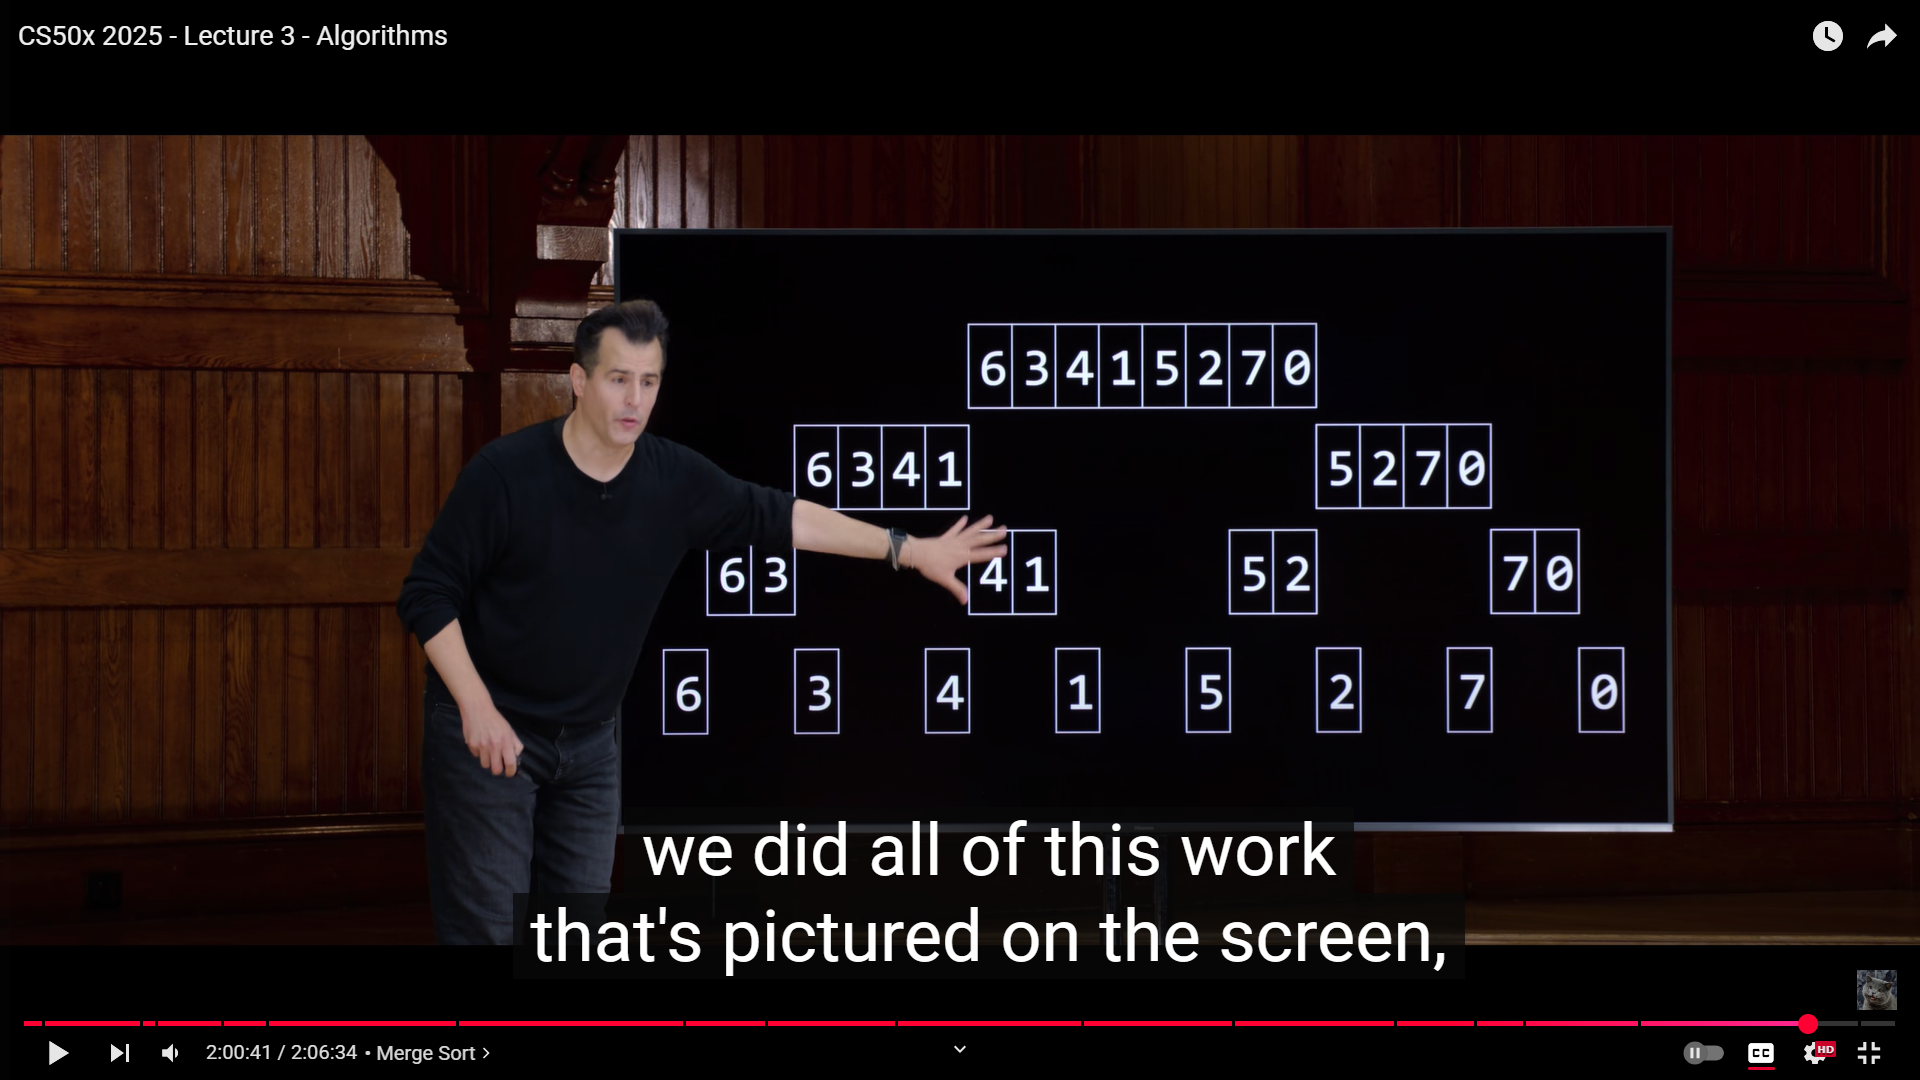 CS50x 2025 - Lecture 3 - Algorithms
6 3 4 1 5 2 7 0
6 3 4 1 5 2 7 0
6 3 4 1 5 2 7 0
6 3 4 1 5 2 7 0
we did all of this work
that's pictured on the screen,
2:00:41 / 2:06:34 • Merge Sort >
CC HD